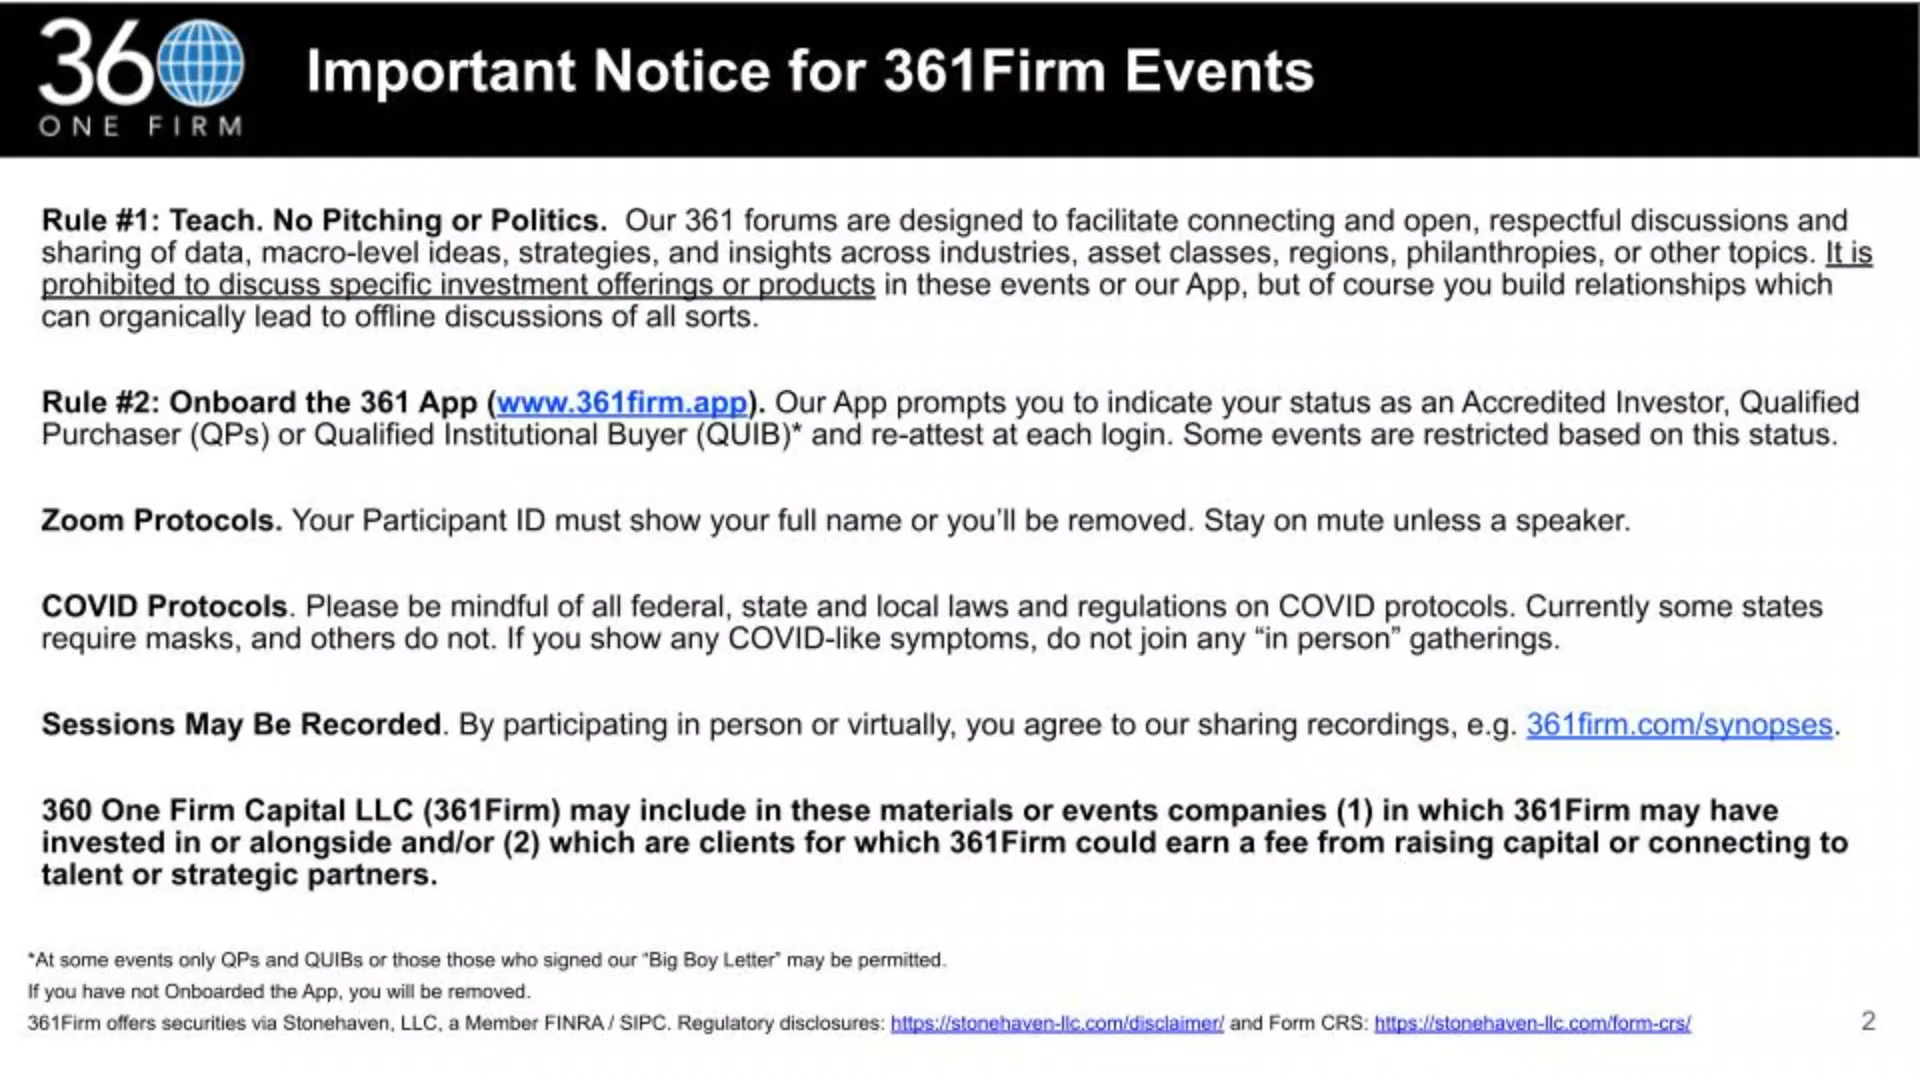 360
ONE FIRM
Important Notice for 361Firm Events
Rule #1: Teach. No Pitching or Politics. Our 361 forums are designed to facilitate connecting and open, respectful discussions and
sharing of data, macro-level ideas, strategies, and insights across industries, asset classes, regions, philanthropies, or other topics. It is
prohibited to discuss specific investment offerings or products in these events or our App, but of course you build relationships which
can organically lead to offline discussions of all sorts.
Rule #2: Onboard the 361 App (www.361firm.app). Our App prompts you to indicate your status as an Accredited Investor, Qualified
Purchaser (QPs) or Qualified Institutional Buyer (QUIB)* and re-attest at each login. Some events are restricted based on this status.
Zoom Protocols. Your Participant ID must show your full name or you'll be removed. Stay on mute unless a speaker.
COVID Protocols. Please be mindful of all federal, state and local laws and regulations on COVID protocols. Currently some states
require masks, and others do not. If you show any COVID-like symptoms, do not join any “in person” gatherings.
Sessions May Be Recorded. By participating in person or virtually, you agree to our sharing recordings, e.g. 361firm.com/synopses.
360 One Firm Capital LLC (361Firm) may include in these materials or events companies (1) in which 361Firm may have
invested in or alongside and/or (2) which are clients for which 361Firm could earn a fee from raising capital or connecting to
talent or strategic partners.
*At some events only QPs and QUIBs or those those who signed our “Big Boy Letter” may be permitted.
If you have not Onboarded the App, you will be removed.
361Firm offers securities via Stonehaven, LLC, a Member FINRA / SIPC. Regulatory disclosures: https://stonehaven-llc.com/disclaimer/ and Form CRS: https://stonehaven-llc.com/form-crs/
2